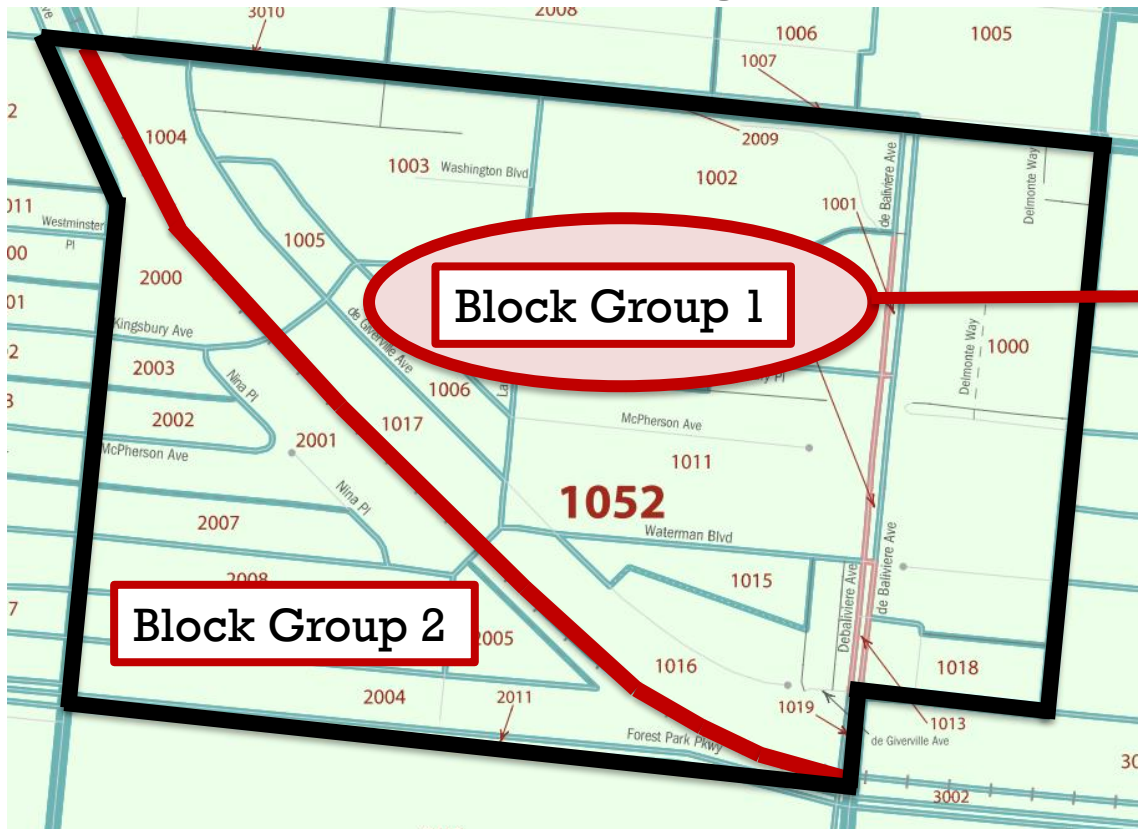 3010
2008
1006
1005
1007
2
1004
2009
1003
Washington Blvd
1002
de Baliviere Ave
Delmonte Way
011
Westminster
Pl
1001
1005
00
2000
01
Block Group 1
Kingsbury Ave
de Giverville Ave
Delmonte Way
1000
02
2003
Nina Pl
1006
2002
1017
McPherson Ave
2001
McPherson Ave
1011
Nina Pl
1052
2007
Waterman Blvd
de Baliviere Ave
2008
1015
Debaliviere Ave
7
Block Group 2
2005
1016
1018
2004
2011
1019
1013
Forest Park Pkwy
de Giverville Ave
30
3002